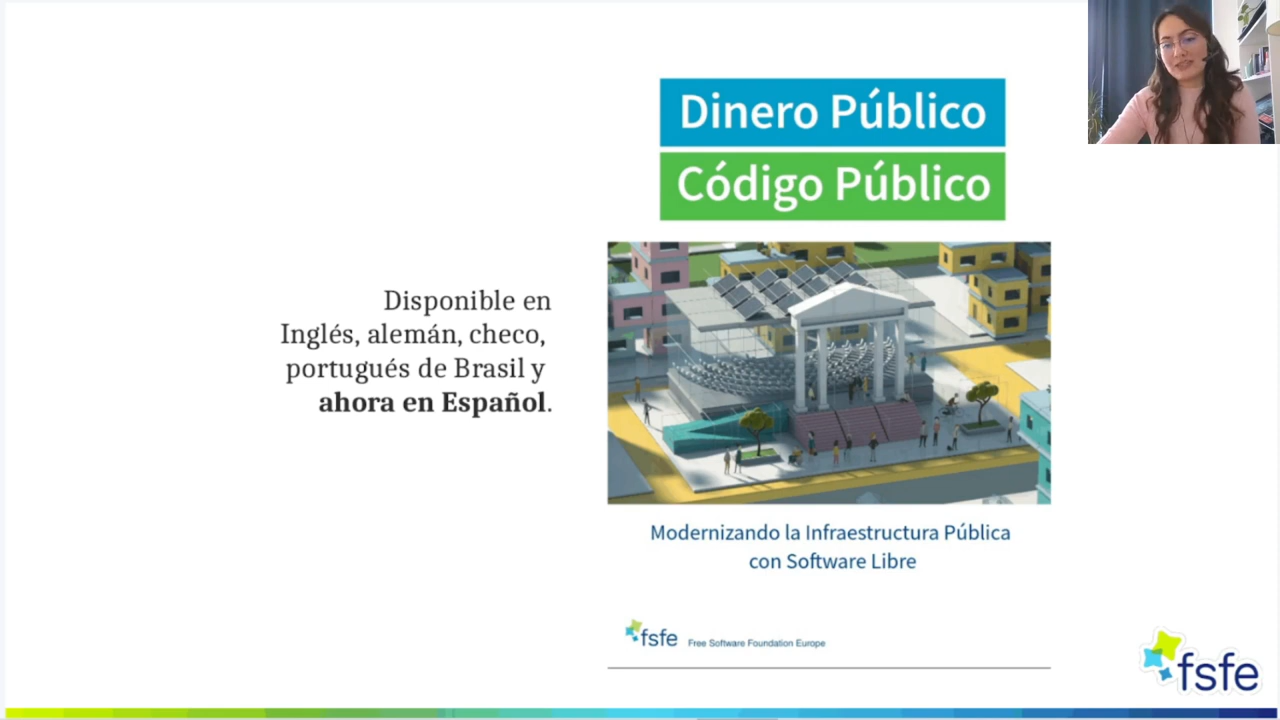 Dinero Público
Código Público
Disponible en
Inglés, alemán, checo,
portugués de Brasil y
ahora en Español.
Modernizando la Infraestructura Pública
con Software Libre
fsfe Free Software Foundation Europe
fsfe